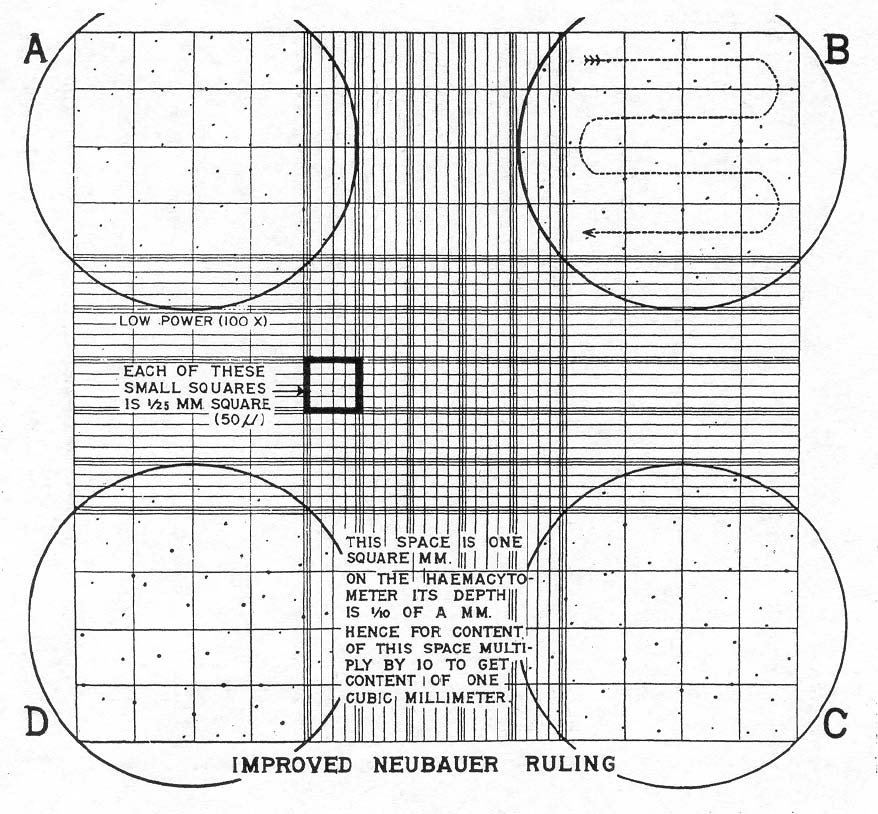 A
B
LOW POWER (100 X)
EACH OF THESE
SMALL SQUARES
IS 1/25 MM. SQUARE
(50µ)
THIS SPACE IS ONE
SQUARE MM.
ON THE HAEMACYTO-
METER ITS DEPTH
IS 1/10 OF A MM.
HENCE FOR CONTENT
OF THIS SPACE MULTI-
PLY BY 10 TO GET
CONTENT OF ONE
CUBIC MILLIMETER.
D
C
IMPROVED NEUBAUER RULING